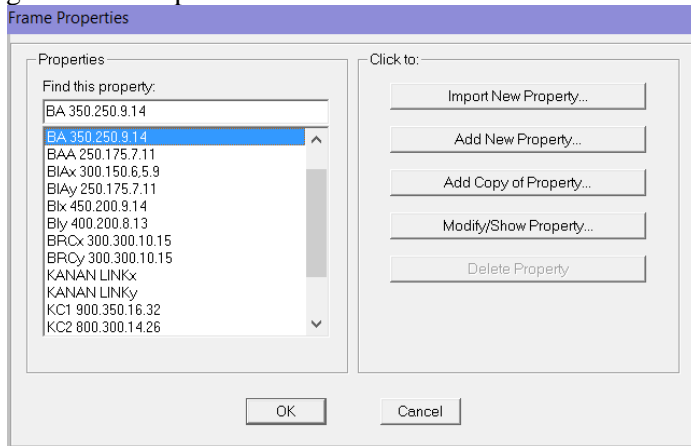 Frame Properties
Properties
Find this property:
BA 350.250.9.14
BA 350.250.9.14
BAA 250.175.7.11
BIAx 300.150.6,5.9
BIAy 250.175.7.11
BIx 450.200.9.14
BIy 400.200.8.13
BRCx 300.300.10.15
BRCy 300.300.10.15
KANAN LINKx
KANAN LINKy
KC1 900.350.16.32
KC2 800.300.14.26
Click to:
Import New Property...
Add New Property...
Add Copy of Property...
Modify/Show Property...
Delete Property
OK
Cancel